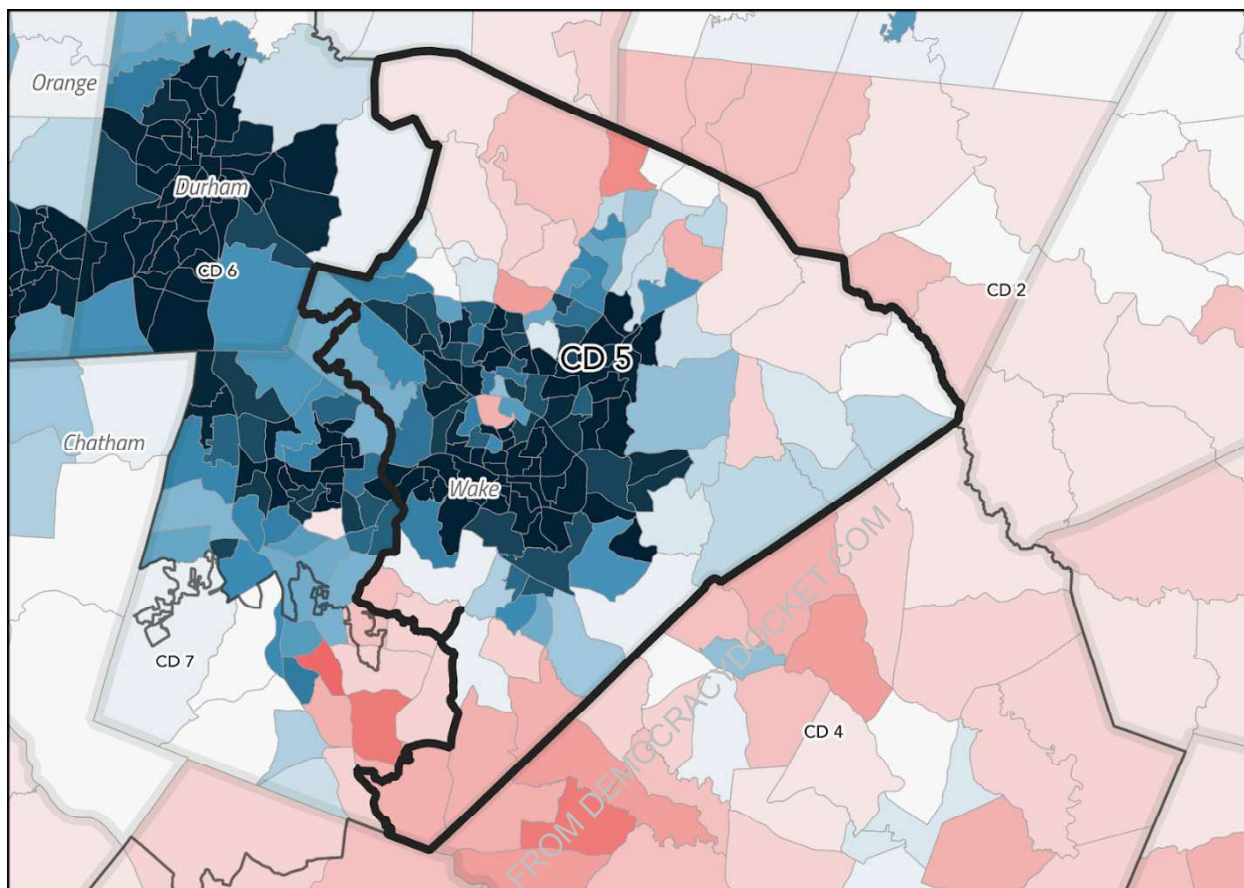 Orange
Durham
CD 6
CD 2
CD 5
Chatham
Wake
CD 7
CD 4
FROM DEMOCRACYDOCKET.COM